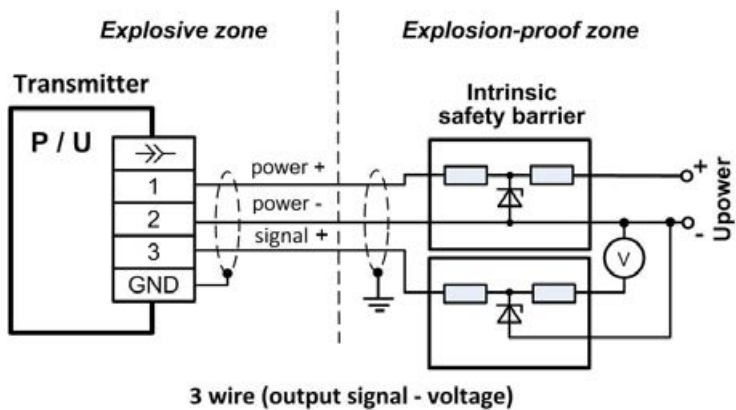 Explosive zone
Explosion-proof zone
Transmitter
Intrinsic
safety barrier
P / U
1
2
3
GND
power +
power -
signal +
+
-
Upower
V
3 wire (output signal - voltage)